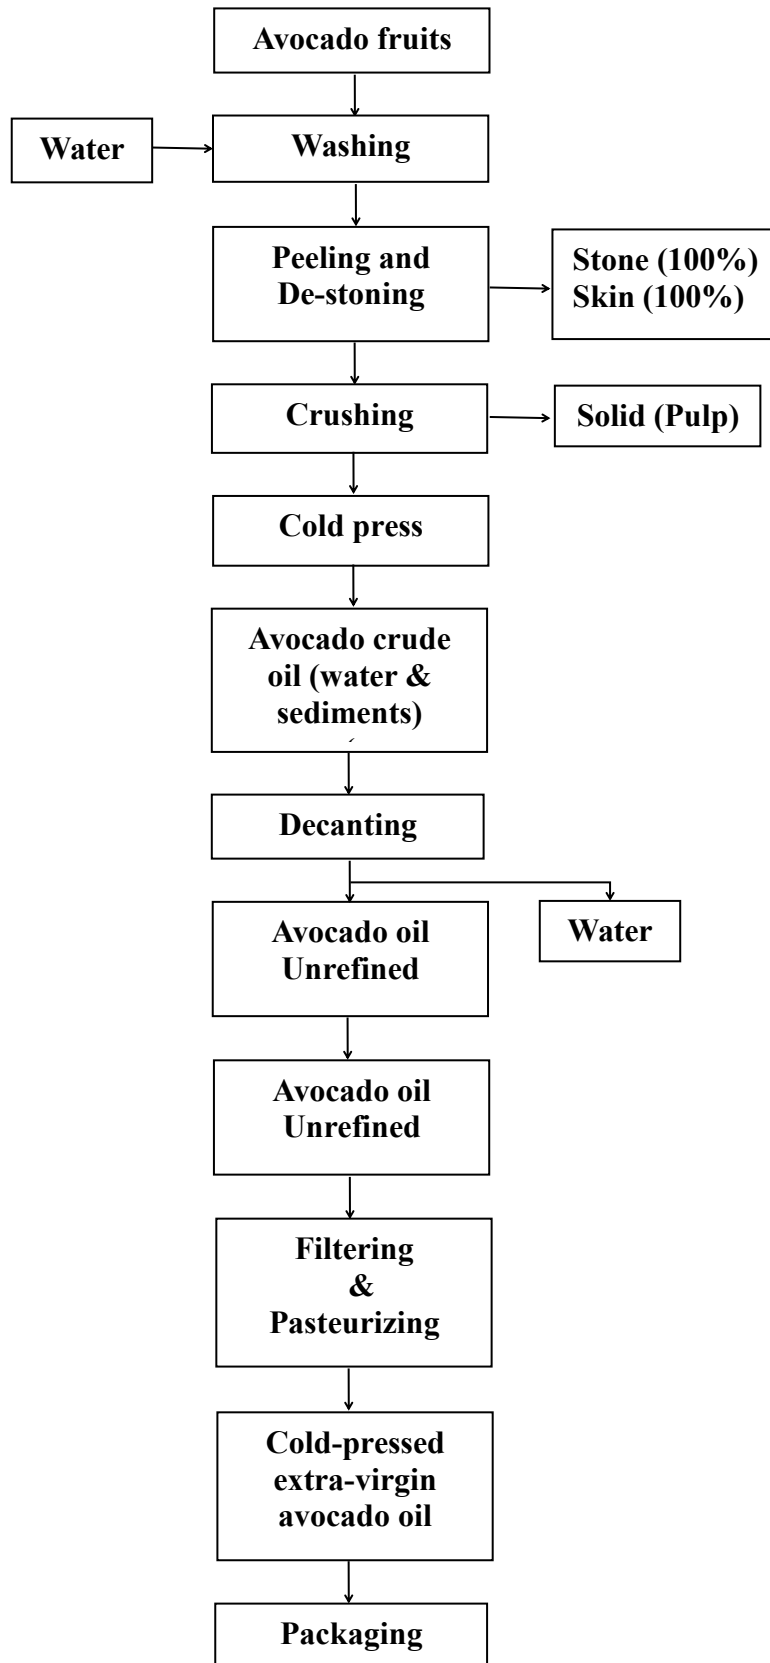 Avocado fruits
Water
Washing
Peeling and
De-stoning
Stone (100%)
Skin (100%)
Crushing
Solid (Pulp)
Cold press
Avocado crude
oil (water &
sediments)
Decanting
Avocado oil
Unrefined
Water
Avocado oil
Unrefined
Filtering
&
Pasteurizing
Cold-pressed
extra-virgin
avocado oil
Packaging